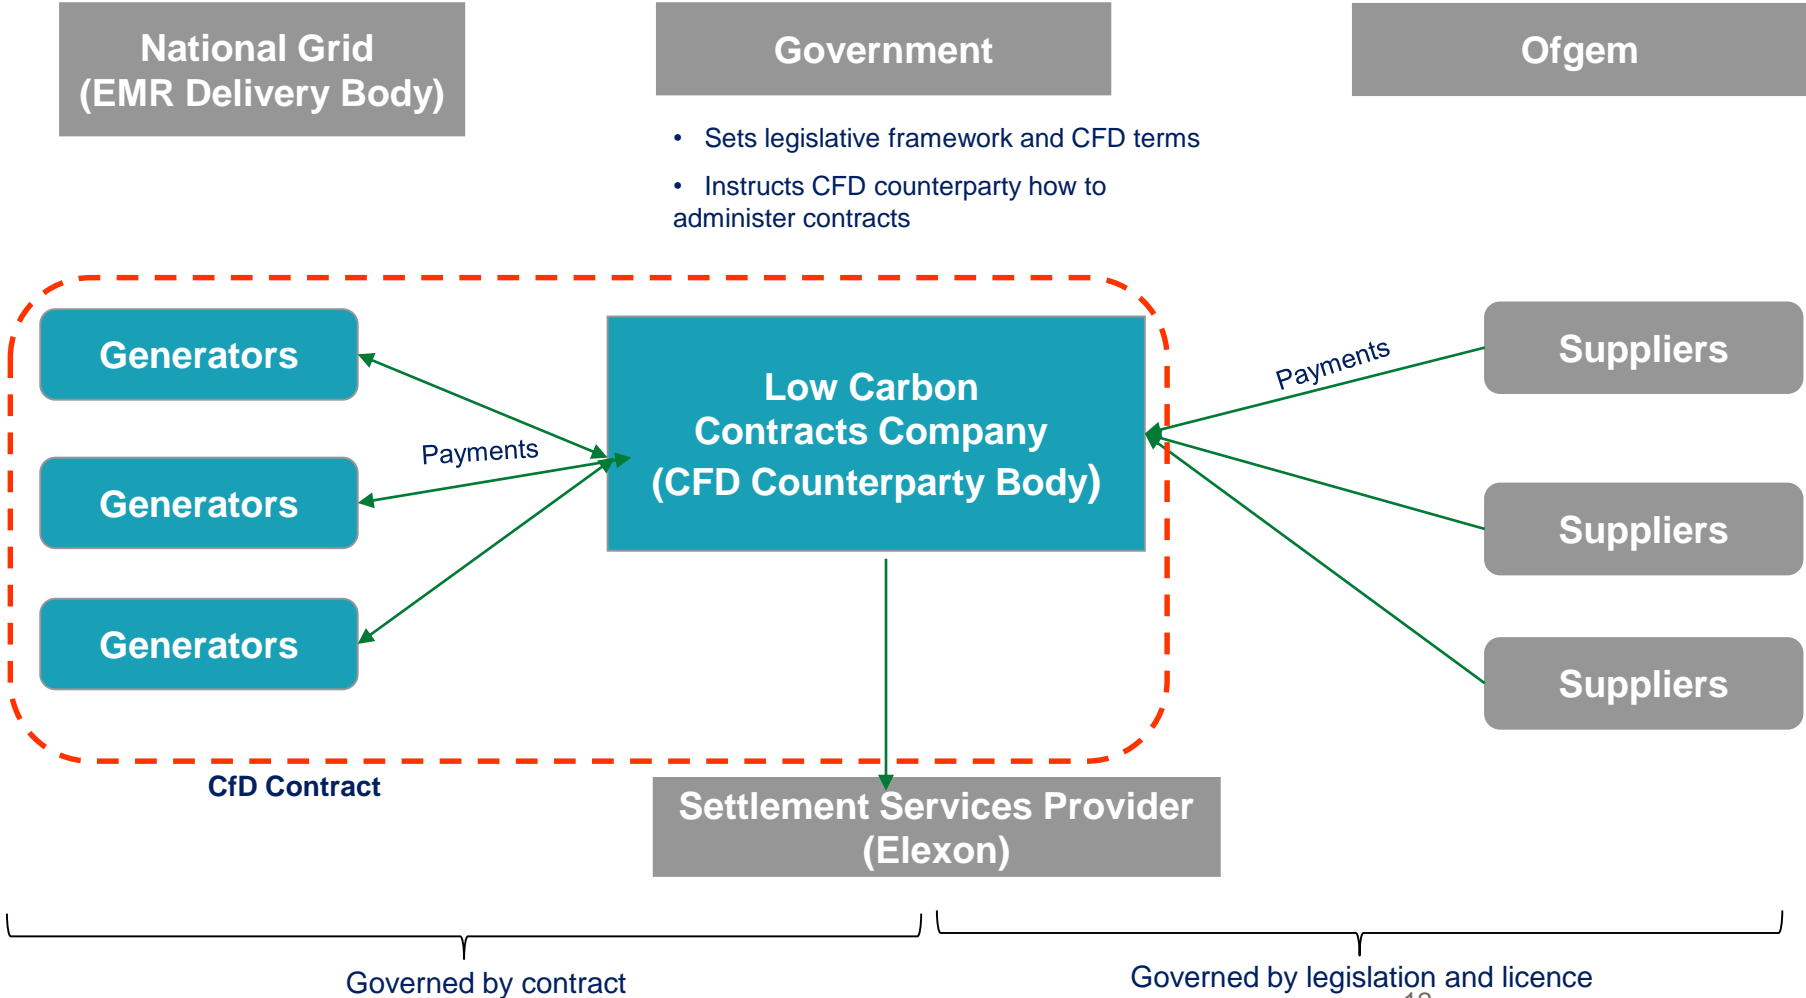 National Grid
(EMR Delivery Body)
Government
Ofgem
• Sets legislative framework and CFD terms
• Instructs CFD counterparty how to
administer contracts
Generators
Generators
Generators
Payments
Low Carbon
Contracts Company
(CFD Counterparty Body)
Payments
Suppliers
Suppliers
Suppliers
CfD Contract
Settlement Services Provider
(Elexon)
Governed by contract
Governed by legislation and licence